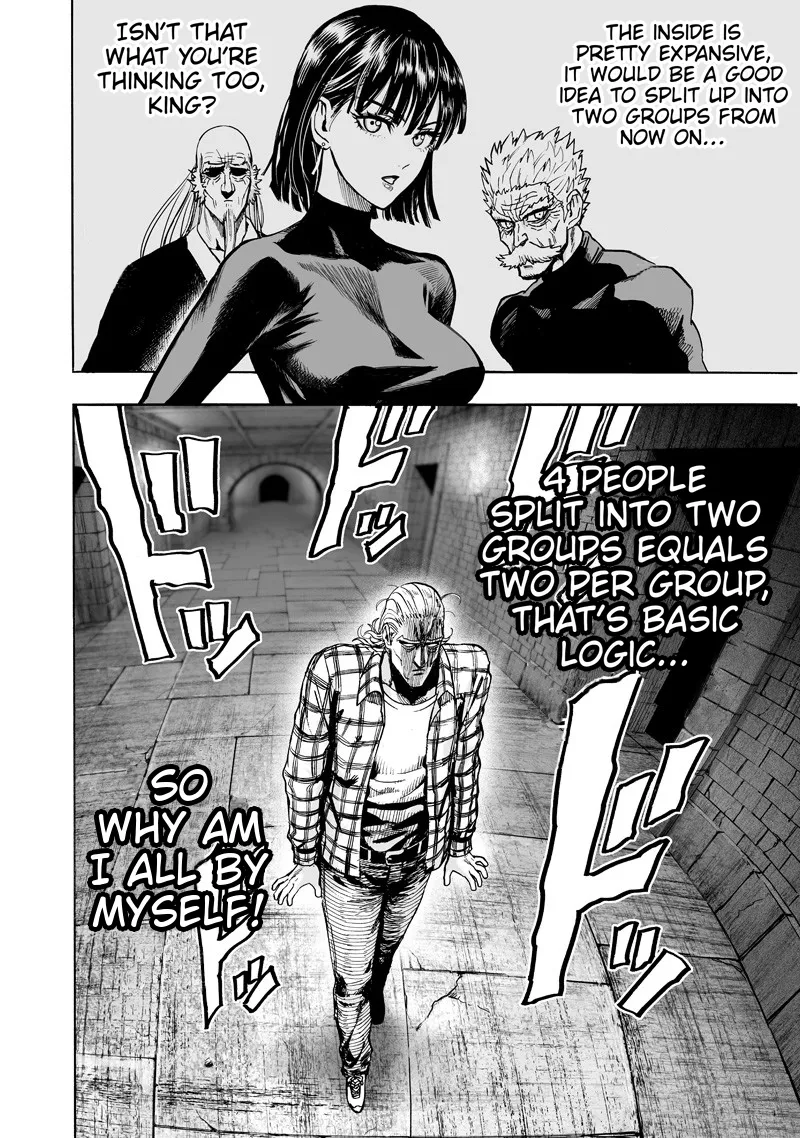 THE INSIDE IS
PRETTY EXPANSIVE,
IT WOULD BE A GOOD
IDEA TO SPLIT UP INTO
TWO GROUPS FROM
NOW ON...
ISN'T THAT
WHAT YOU'RE
THINKING TOO,
KING?
4 PEOPLE
SPLIT INTO TWO
GROUPS EQUALS
TWO PER GROUP,
THAT'S BASIC
LOGIC...
SO
WHY AM
I ALL BY
MYSELF!
ドッ
ドッ
ド
ドッ
ドッ